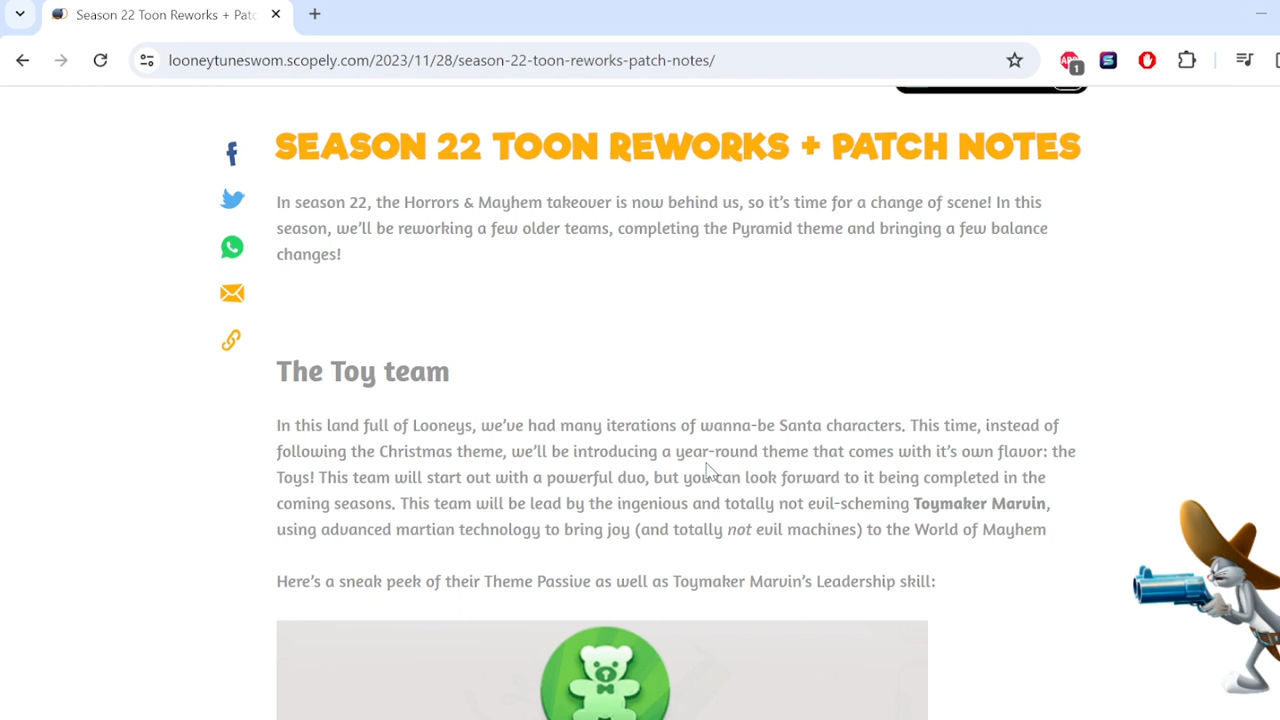 Season 22 Toon Reworks + Patc
looneytuneswom.scopely.com/2023/11/28/season-22-toon-reworks-patch-notes/
ABP
1
S
SEASON 22 TOON REWORKS + PATCH NOTES
In season 22, the Horrors & Mayhem takeover is now behind us, so it's time for a change of scene! In this
season, we'll be reworking a few older teams, completing the Pyramid theme and bringing a few balance
changes!
The Toy team
In this land full of Looneys, we've had many iterations of wanna-be Santa characters. This time, instead of
following the Christmas theme, we'll be introducing a year-round theme that comes with it's own flavor: the
Toys! This team will start out with a powerful duo, but you can look forward to it being completed in the
coming seasons. This team will be lead by the ingenious and totally not evil-scheming Toymaker Marvin,
using advanced martian technology to bring joy (and totally not evil machines) to the World of Mayhem
Here's a sneak peek of their Theme Passive as well as Toymaker Marvin's Leadership skill: